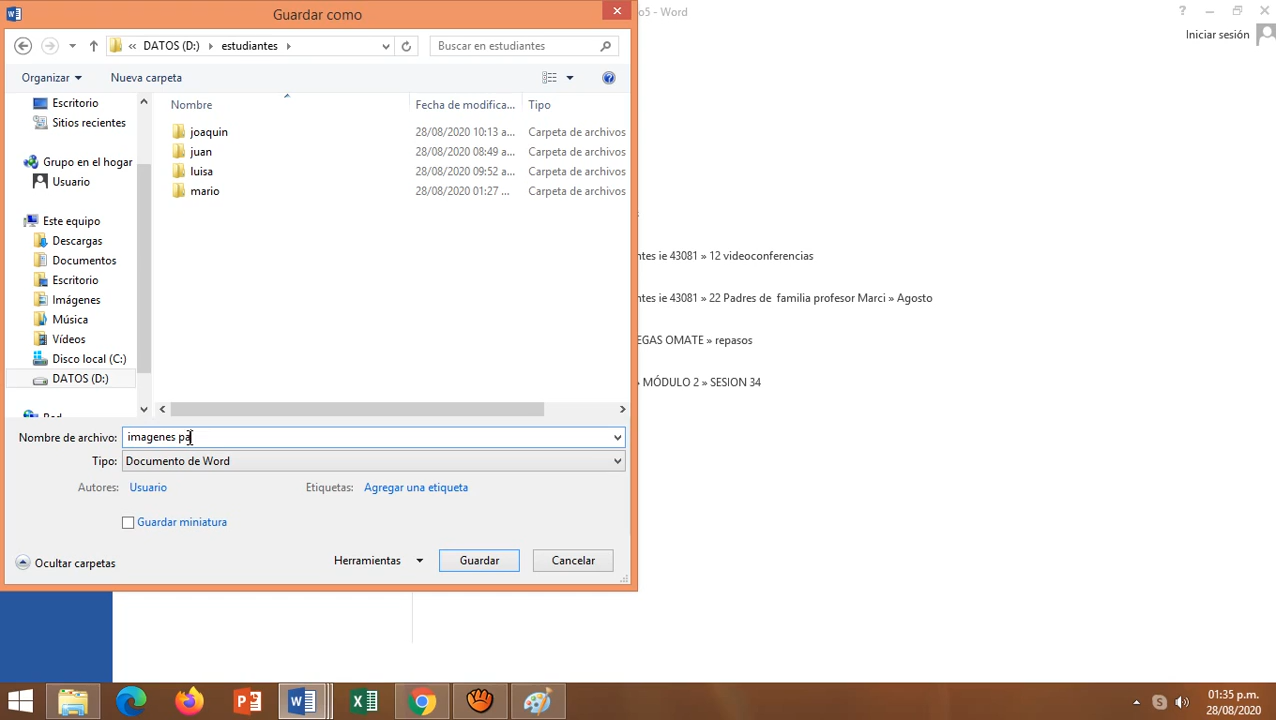 Guardar como
o5 - Word
?
Iniciar sesión
« DATOS (D:) estudiantes
Buscar en estudiantes
Organizar
Nueva carpeta
Escritorio
Sitios recientes
Grupo en el hogar
Usuario
Este equipo
Descargas
Documentos
Escritorio
Imágenes
Música
Vídeos
Disco local (C:)
DATOS (D:)
Nombre Fecha de modifica... Tipo
joaquin 28/08/2020 10:13 a... Carpeta de archivos
juan 28/08/2020 08:49 a... Carpeta de archivos
luisa 28/08/2020 09:52 a... Carpeta de archivos
mario 28/08/2020 01:27 ... Carpeta de archivos
ntes ie 43081 » 12 videoconferencias
ntes ie 43081 » 22 Padres de familia profesor Marci » Agosto
EGAS OMATE » repasos
» MÓDULO 2 » SESION 34
Nombre de archivo: imagenes pa
Tipo: Documento de Word
Autores: Usuario
Etiquetas: Agregar una etiqueta
Guardar miniatura
Ocultar carpetas
Herramientas
Guardar
Cancelar
01:35 p.m.
28/08/2020